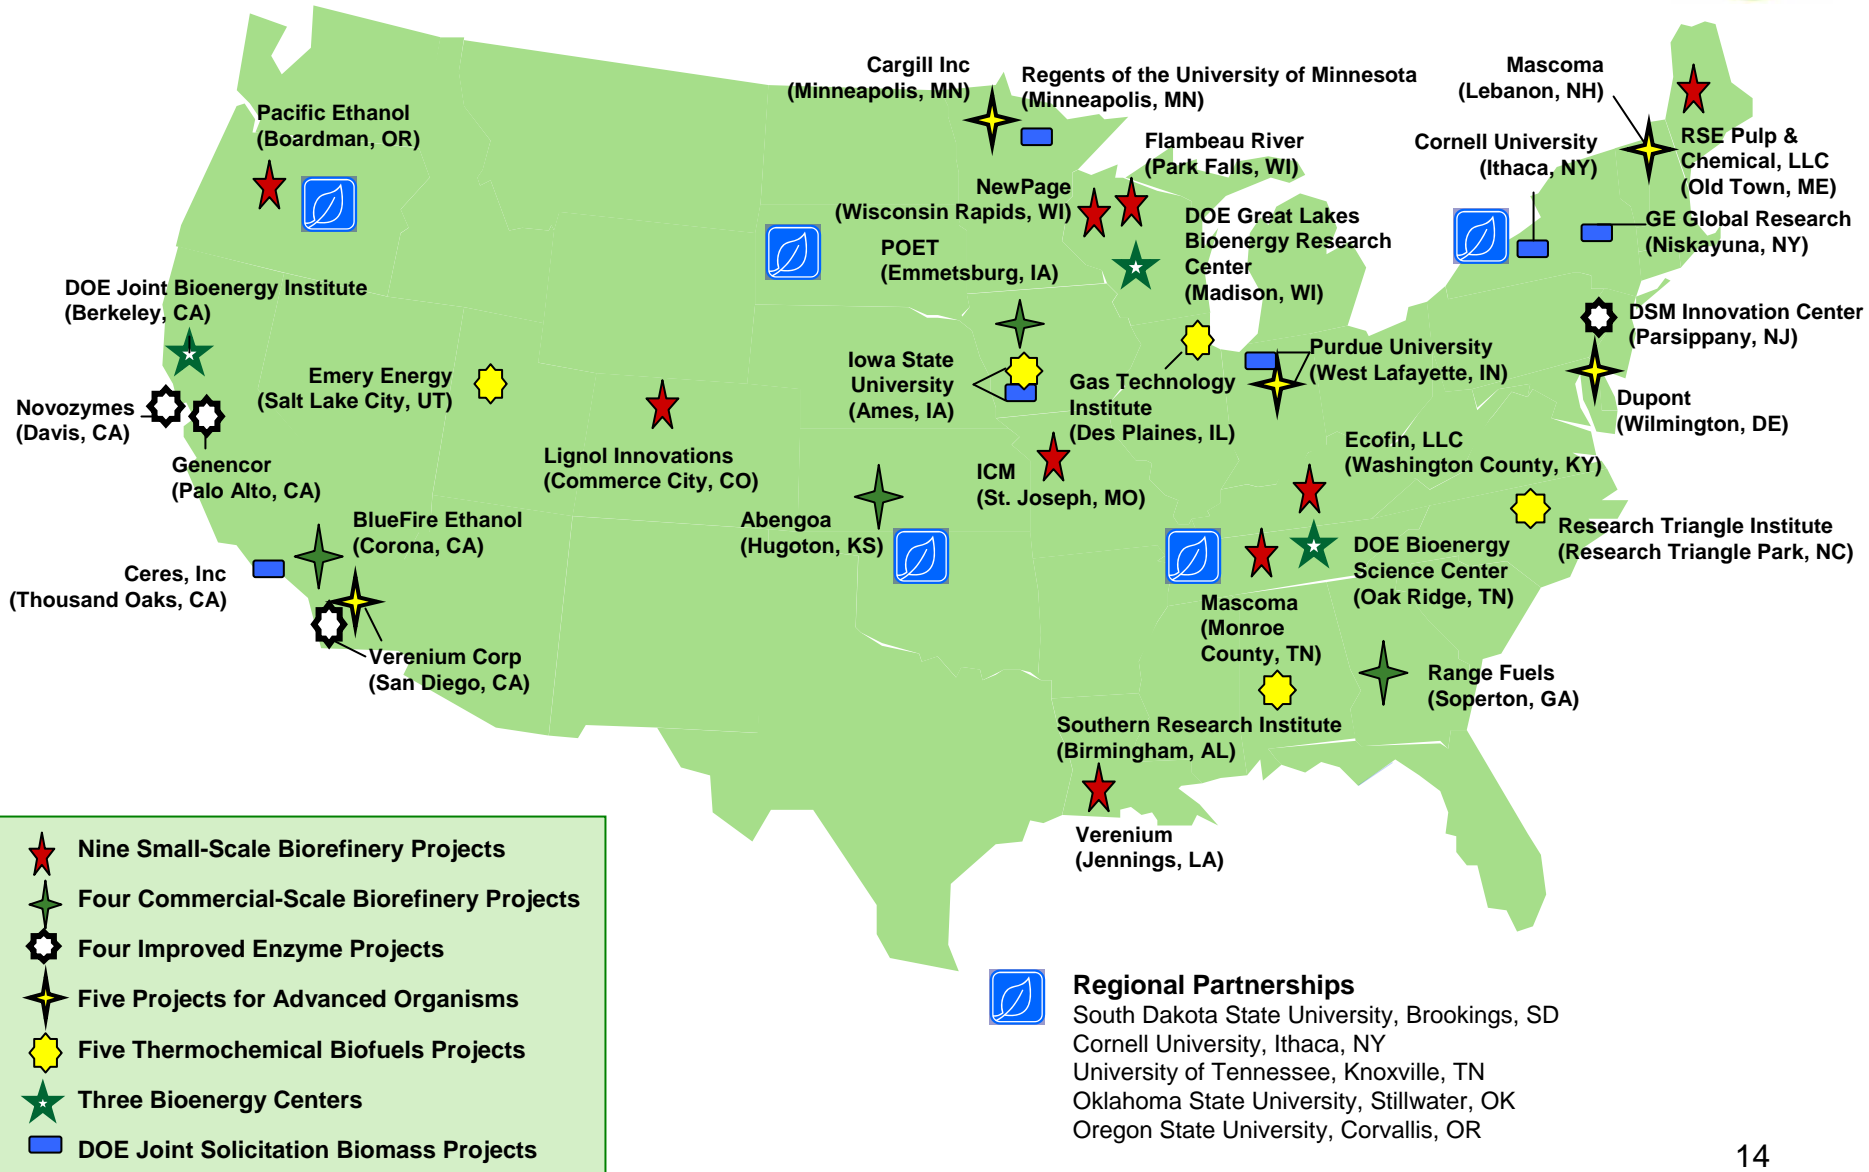 Cargill Inc
(Minneapolis, MN)
Regents of the University of Minnesota
(Minneapolis, MN)
Mascoma
(Lebanon, NH)
Pacific Ethanol
(Boardman, OR)
Flambeau River
(Park Falls, WI)
Cornell University
(Ithaca, NY)
RSE Pulp &
Chemical, LLC
(Old Town, ME)
NewPage
(Wisconsin Rapids, WI)
DOE Great Lakes
Bioenergy Research
Center
(Madison, WI)
GE Global Research
(Niskayuna, NY)
POET
(Emmetsburg, IA)
DOE Joint Bioenergy Institute
(Berkeley, CA)
DSM Innovation Center
(Parsippany, NJ)
Emery Energy
(Salt Lake City, UT)
Iowa State
University
(Ames, IA)
Gas Technology
Institute
(Des Plaines, IL)
Purdue University
(West Lafayette, IN)
Dupont
(Wilmington, DE)
Novozymes
(Davis, CA)
Genencor
(Palo Alto, CA)
Lignol Innovations
(Commerce City, CO)
ICM
(St. Joseph, MO)
Ecofin, LLC
(Washington County, KY)
BlueFire Ethanol
(Corona, CA)
Abengoa
(Hugoton, KS)
Research Triangle Institute
(Research Triangle Park, NC)
DOE Bioenergy
Science Center
(Oak Ridge, TN)
Ceres, Inc
(Thousand Oaks, CA)
Mascoma
(Monroe
County, TN)
Verenium Corp
(San Diego, CA)
Range Fuels
(Soperton, GA)
Southern Research Institute
(Birmingham, AL)
Verenium
(Jennings, LA)
Nine Small-Scale Biorefinery Projects
Four Commercial-Scale Biorefinery Projects
Four Improved Enzyme Projects
Five Projects for Advanced Organisms
Five Thermochemical Biofuels Projects
Three Bioenergy Centers
DOE Joint Solicitation Biomass Projects
Regional Partnerships
South Dakota State University, Brookings, SD
Cornell University, Ithaca, NY
University of Tennessee, Knoxville, TN
Oklahoma State University, Stillwater, OK
Oregon State University, Corvallis, OR
14